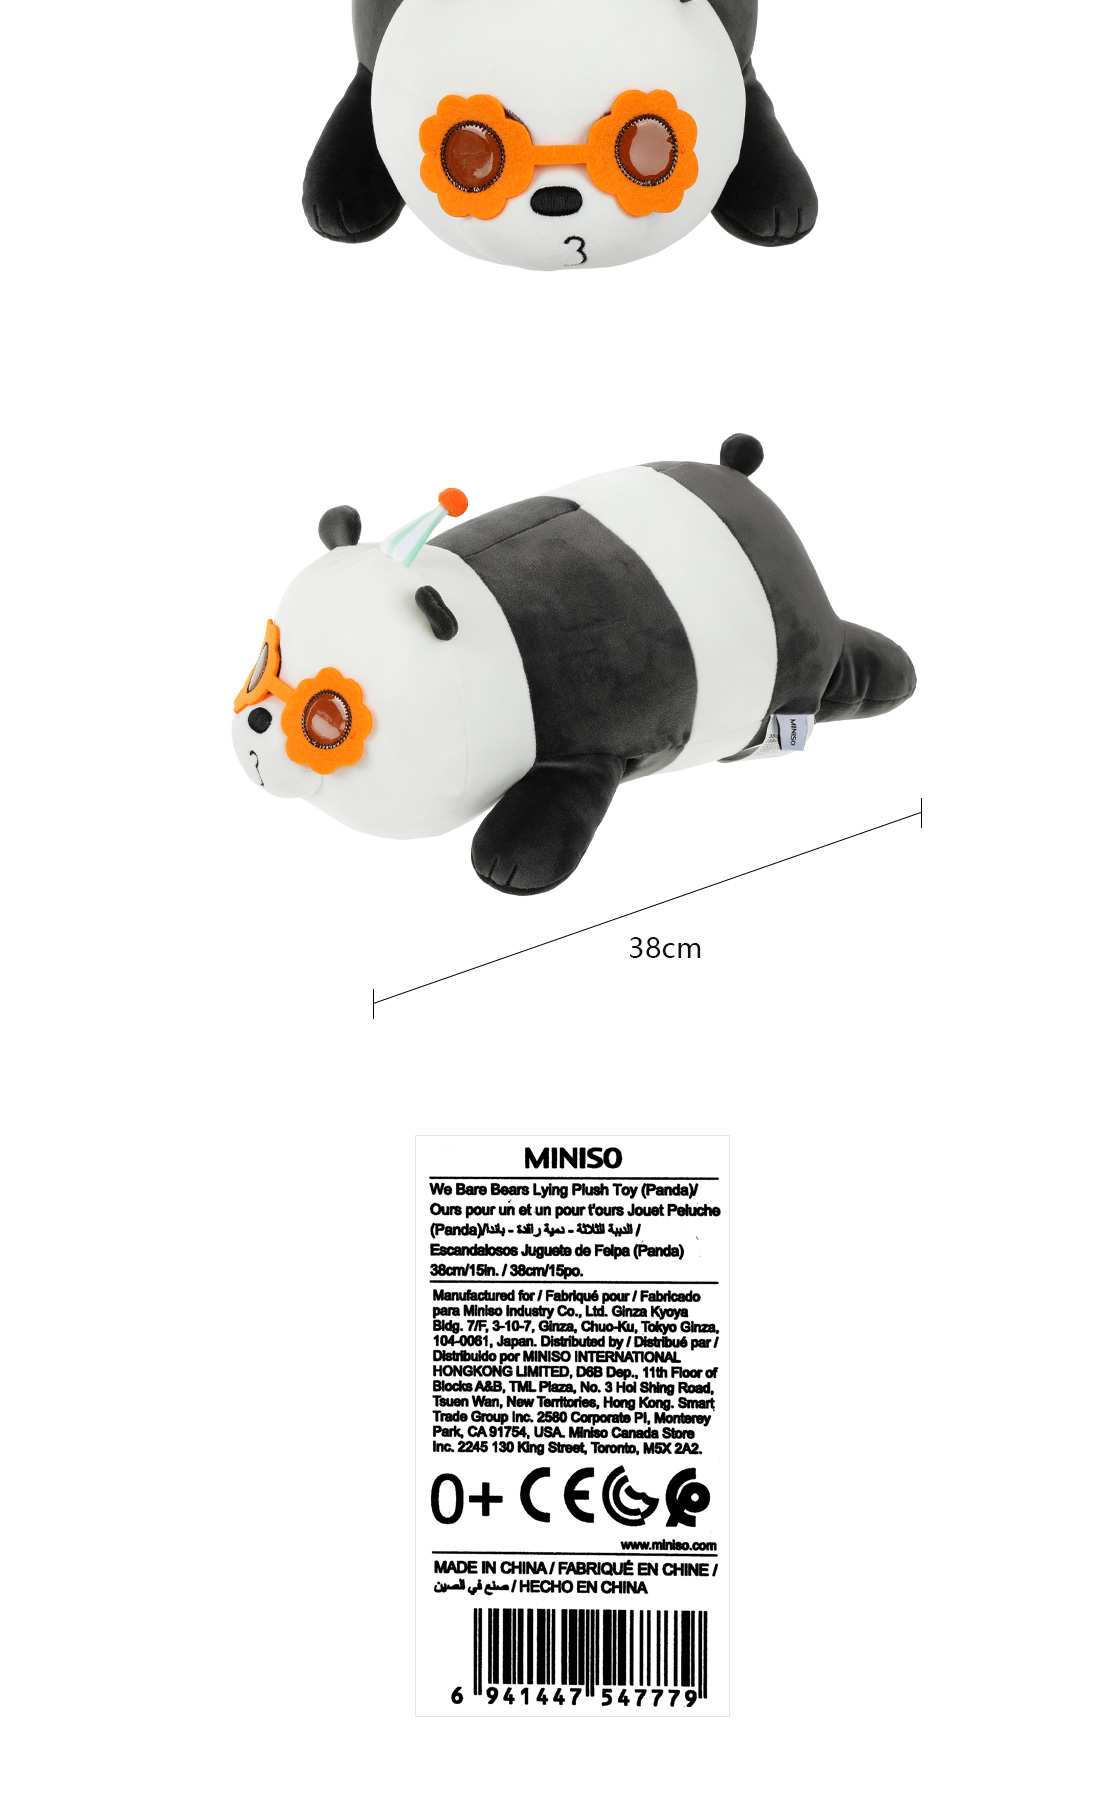 MINISO
38cm
MINISO
We Bare Bears Lying Plush Toy (Panda)/
Ours pour un et un pour t'ours Jouet Peluche
(Panda)/الدببة الثلاثة - دمية راقدة - باندا /
Escandalosos Juguete de Felpa (Panda)
38cm/15in. / 38cm/15po.
Manufactured for / Fabriqué pour / Fabricado
para Miniso Industry Co., Ltd. Ginza Kyoya
Bldg. 7/F, 3-10-7, Ginza, Chuo-Ku, Tokyo Ginza,
104-0061, Japan. Distributed by / Distribué par /
Distribuido por MINISO INTERNATIONAL
HONGKONG LIMITED, D6B Dep., 11th Floor of
Blocks A&B, TML Plaza, No. 3 Hoi Shing Road,
Tsuen Wan, New Territories, Hong Kong. Smart
Trade Group Inc. 2580 Corporate Pl, Monterey
Park, CA 91754, USA. Miniso Canada Store
Inc. 2245 130 King Street, Toronto, M5X 2A2.
0+ CE
www.miniso.com
MADE IN CHINA / FABRIQUÉ EN CHINE /
صنع في الصين / HECHO EN CHINA
6 941447 547779